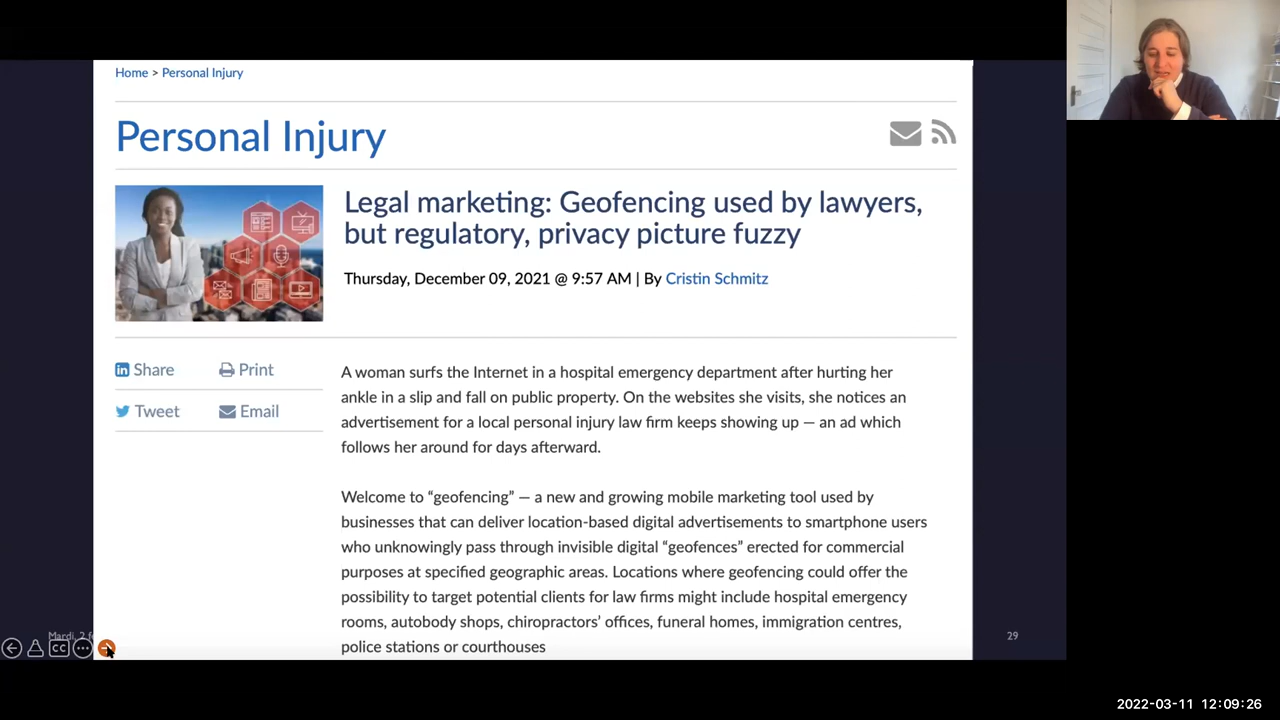 Home > Personal Injury
Personal Injury
Legal marketing: Geofencing used by lawyers,
but regulatory, privacy picture fuzzy
Thursday, December 09, 2021 @ 9:57 AM | By Cristin Schmitz
Share
Print
Tweet
Email
A woman surfs the Internet in a hospital emergency department after hurting her
ankle in a slip and fall on public property. On the websites she visits, she notices an
advertisement for a local personal injury law firm keeps showing up — an ad which
follows her around for days afterward.
Welcome to “geofencing” — a new and growing mobile marketing tool used by
businesses that can deliver location-based digital advertisements to smartphone users
who unknowingly pass through invisible digital “geofences” erected for commercial
purposes at specified geographic areas. Locations where geofencing could offer the
possibility to target potential clients for law firms might include hospital emergency
rooms, autobody shops, chiropractors’ offices, funeral homes, immigration centres,
police stations or courthouses
Mardi, 2
29
CC
2022-03-11 12:09:26